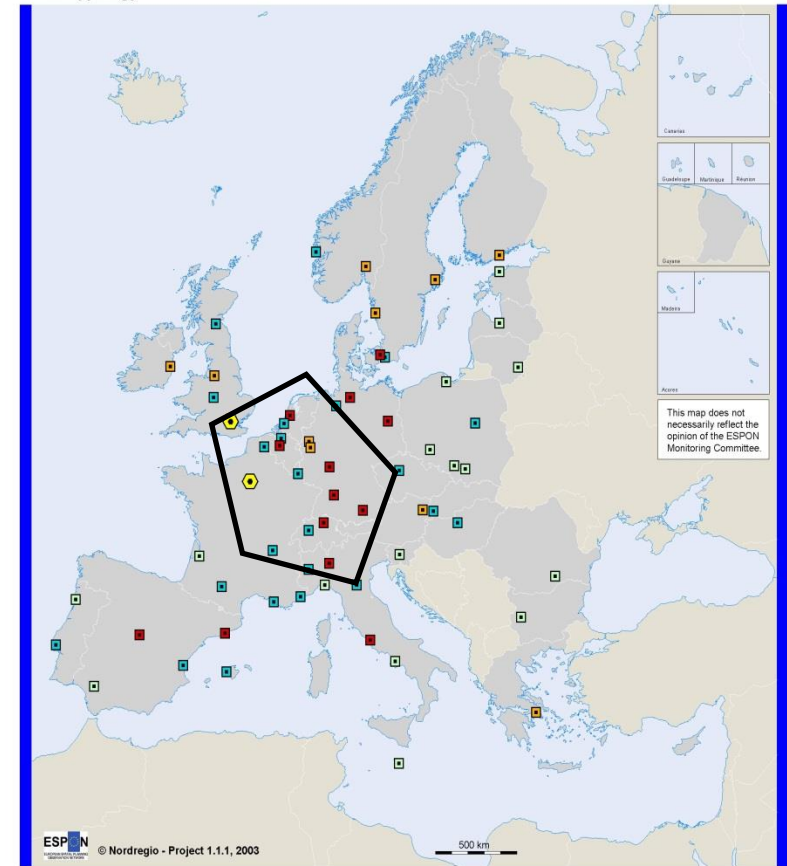 Canarias
Guadeloupe Martinique Réunion
Guyane
Madeira
Acores
This map does not
necessarily reflect the
opinion of the ESPON
Monitoring Committee.
ESPON
© Nordregio - Project 1.1.1, 2003
500 km